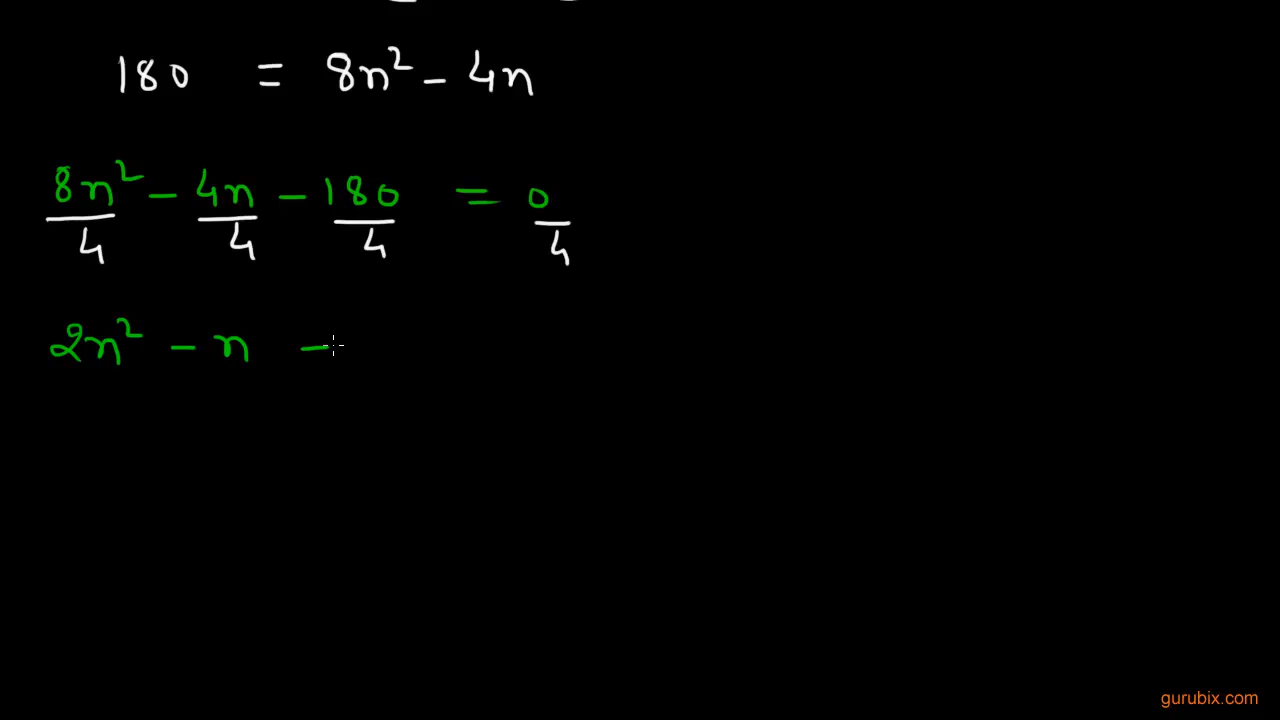 180 = 8n² - 4n
8n²/4 - 4n/4 - 180/4 = 0/4
2n² - n -
gurubix.com